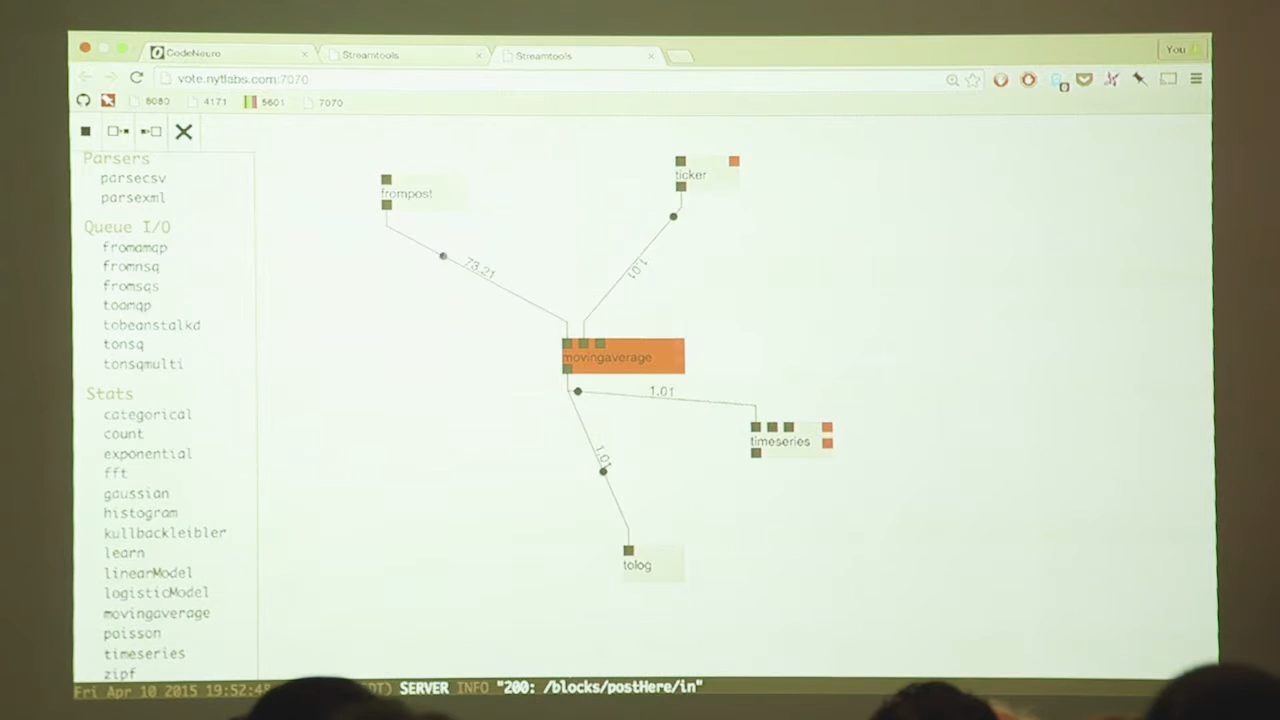 CodeNeuro
Streamtools
Streamtools
You
vote.nytlabs.com:7070
8080
4171
5601
7070
Parsers
parsecsv
parsexml
Queue I/O
fromamqp
fromnsq
fromsqs
toamqp
tobeanstalkd
tonsq
tonsqmulti
Stats
categorical
count
exponential
fft
gaussian
histogram
kullbackleibler
learn
linearModel
logisticModel
movingaverage
poisson
timeseries
zipf
frompost
ticker
73.21
1.01
movingaverage
1.01
timeseries
1.01
tolog
Fri Apr 10 2015 19:52:48 DT) SERVER INFO "200: /blocks/postHere/in"